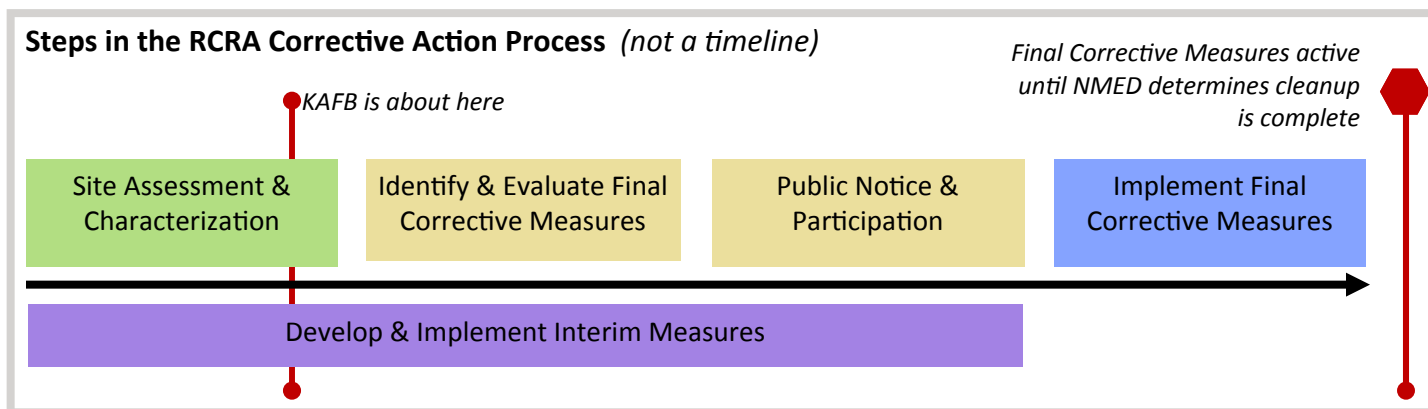 Steps in the RCRA Corrective Action Process (not a timeline)
KAFB is about here
Final Corrective Measures active
until NMED determines cleanup
is complete
Site Assessment &
Characterization
Identify & Evaluate Final
Corrective Measures
Public Notice &
Participation
Implement Final
Corrective Measures
Develop & Implement Interim Measures